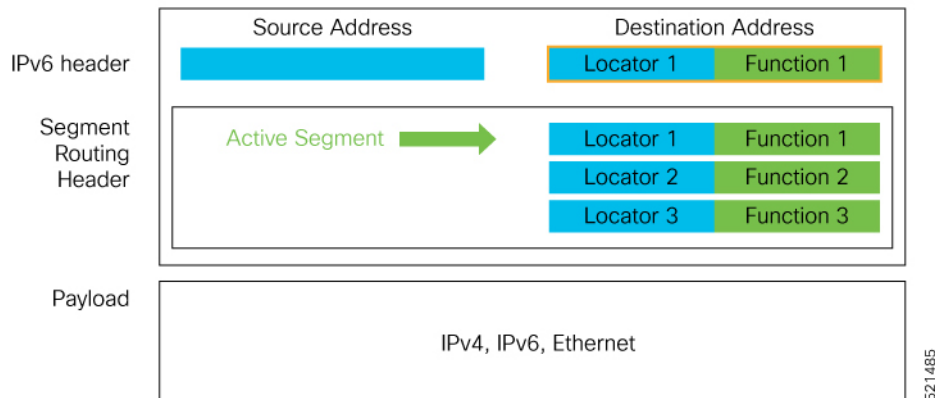 Source Address
Destination Address
IPv6 header
Locator 1 Function 1
Segment
Routing
Header
Active Segment
Locator 1 Function 1
Locator 2 Function 2
Locator 3 Function 3
Payload
IPv4, IPv6, Ethernet
521485